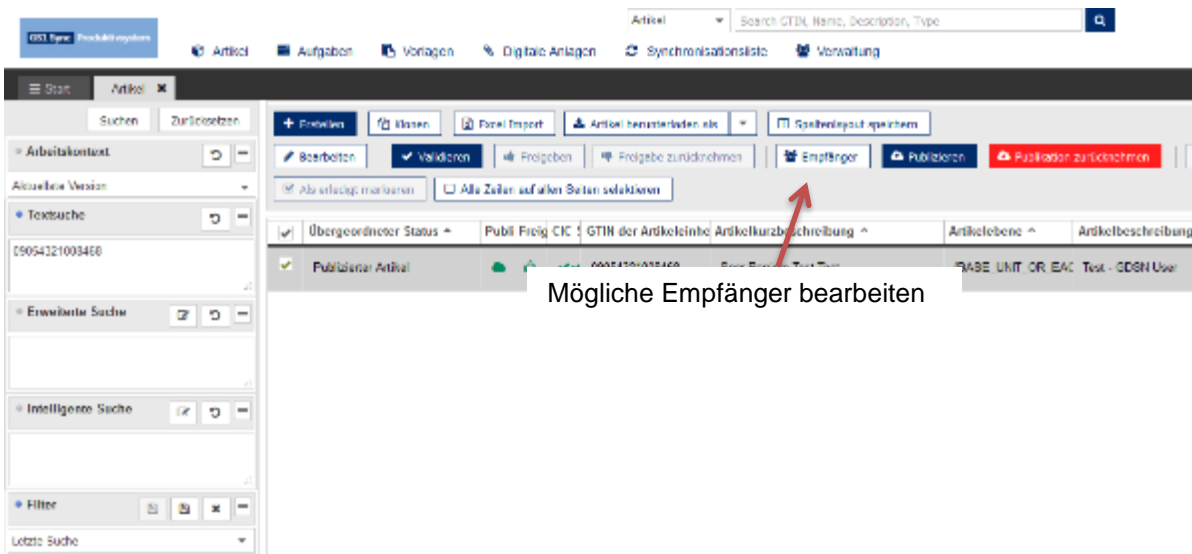 Artikel Search GTIN, Name, Description, Type
GS1 Sync Produktivsystem
Artikel Aufgaben Vorlagen Digitale Anlagen Synchronisationsliste Verwaltung
Start Artikel
Suchen Zurücksetzen
Erstellen Klonen Excel Import Artikel herunterladen als Spaltenlayout speichern
Arbeitskontext
Bearbeiten Validieren Freigeben Freigabe zurücknehmen Empfänger Publizieren Publikation zurücknehmen
Aktuellste Version
Als erledigt markieren Alle Zeilen auf allen Seiten selektieren
Textsuche
Übergeordneter Status Publi Freig CIC GTIN der Artikeleinhe Artikelkurzbeschreibung Artikelebene Artikelbeschreibung
Publizierter Artikel Test - GDSN User
Mögliche Empfänger bearbeiten
Erweiterte Suche
Intelligente Suche
Filter
Letzte Suche